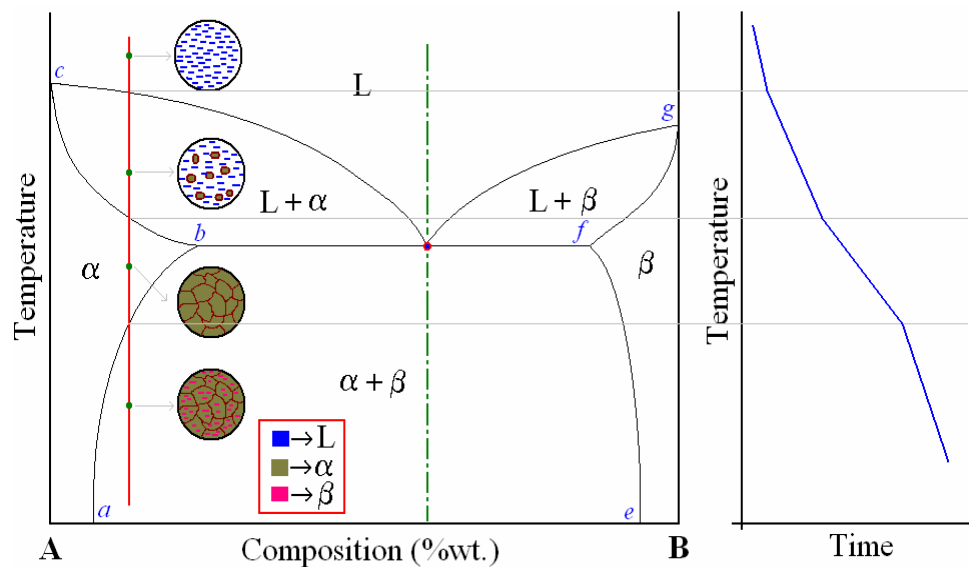 c
L
g
Temperature
L + α
L + β
b
f
α
β
Temperature
α + β
→L
→α
→β
a
e
A
Composition (%wt.)
B
Time